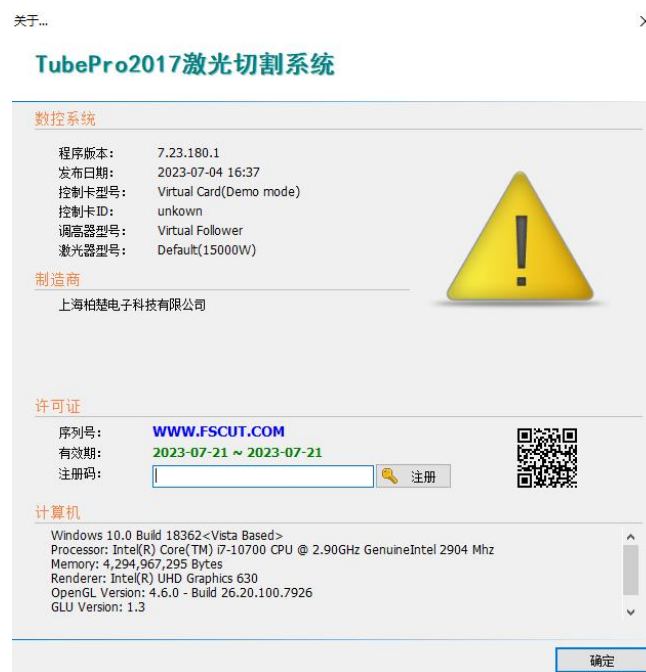 关于...
TubePro2017激光切割系统
数控系统
程序版本: 7.23.180.1
发布日期: 2023-07-04 16:37
控制卡型号: Virtual Card(Demo mode)
控制卡ID: unkown
调高器型号: Virtual Follower
激光器型号: Default(15000W)
制造商
上海柏楚电子科技有限公司
许可证
序列号: WWW.FSCUT.COM
有效期: 2023-07-21 ~ 2023-07-21
注册码: 注册
计算机
Windows 10.0 Build 18362<Vista Based>
Processor: Intel(R) Core(TM) i7-10700 CPU @ 2.90GHz GenuineIntel 2904 Mhz
Memory: 4,294,967,295 Bytes
Renderer: Intel(R) UHD Graphics 630
OpenGL Version: 4.6.0 - Build 26.20.100.7926
GLU Version: 1.3
确定